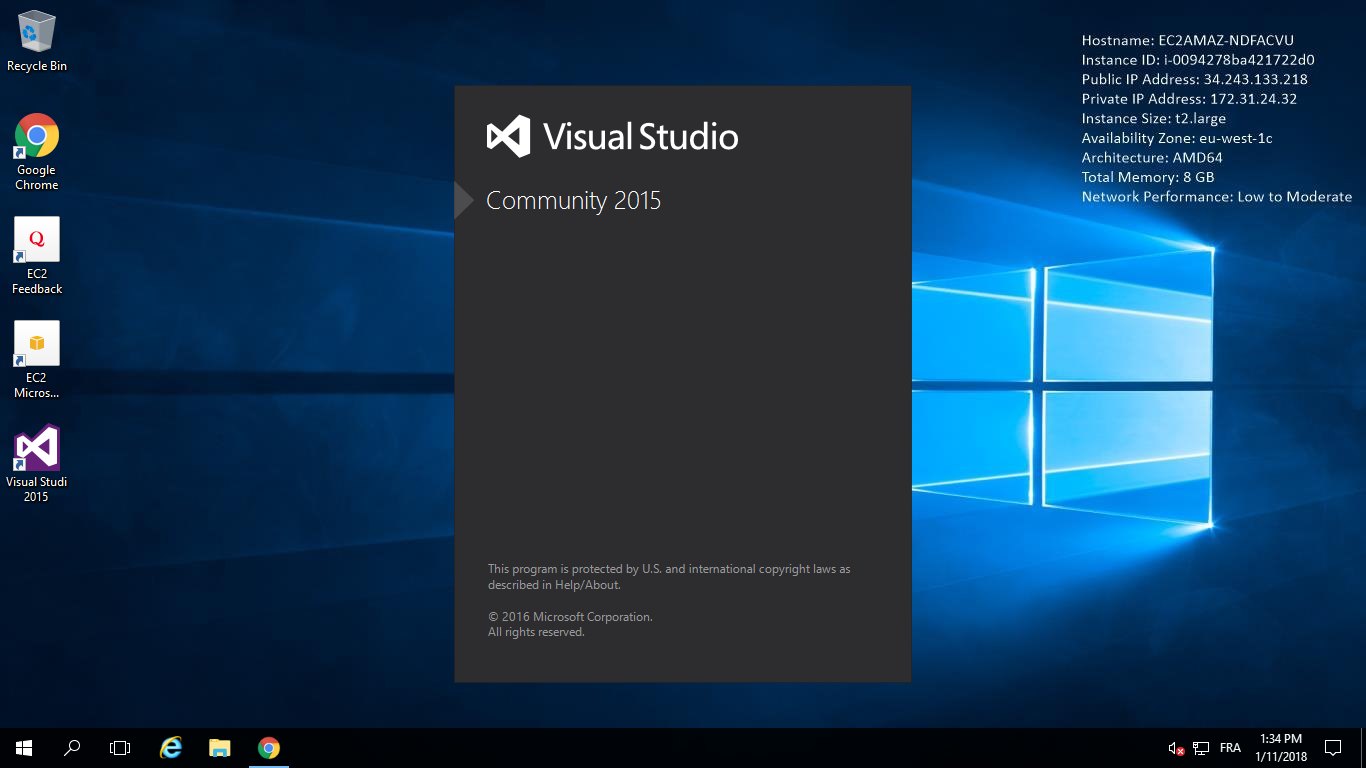 Recycle Bin
Google
Chrome
Q
EC2
Feedback
EC2
Micros...
Visual Studi
2015
Visual Studio
Community 2015
This program is protected by U.S. and international copyright laws as
described in Help/About.
© 2016 Microsoft Corporation.
All rights reserved.
Hostname: EC2AMAZ-NDFACVU
Instance ID: i-0094278ba421722d0
Public IP Address: 34.243.133.218
Private IP Address: 172.31.24.32
Instance Size: t2.large
Availability Zone: eu-west-1c
Architecture: AMD64
Total Memory: 8 GB
Network Performance: Low to Moderate
FRA
1:34 PM
1/11/2018